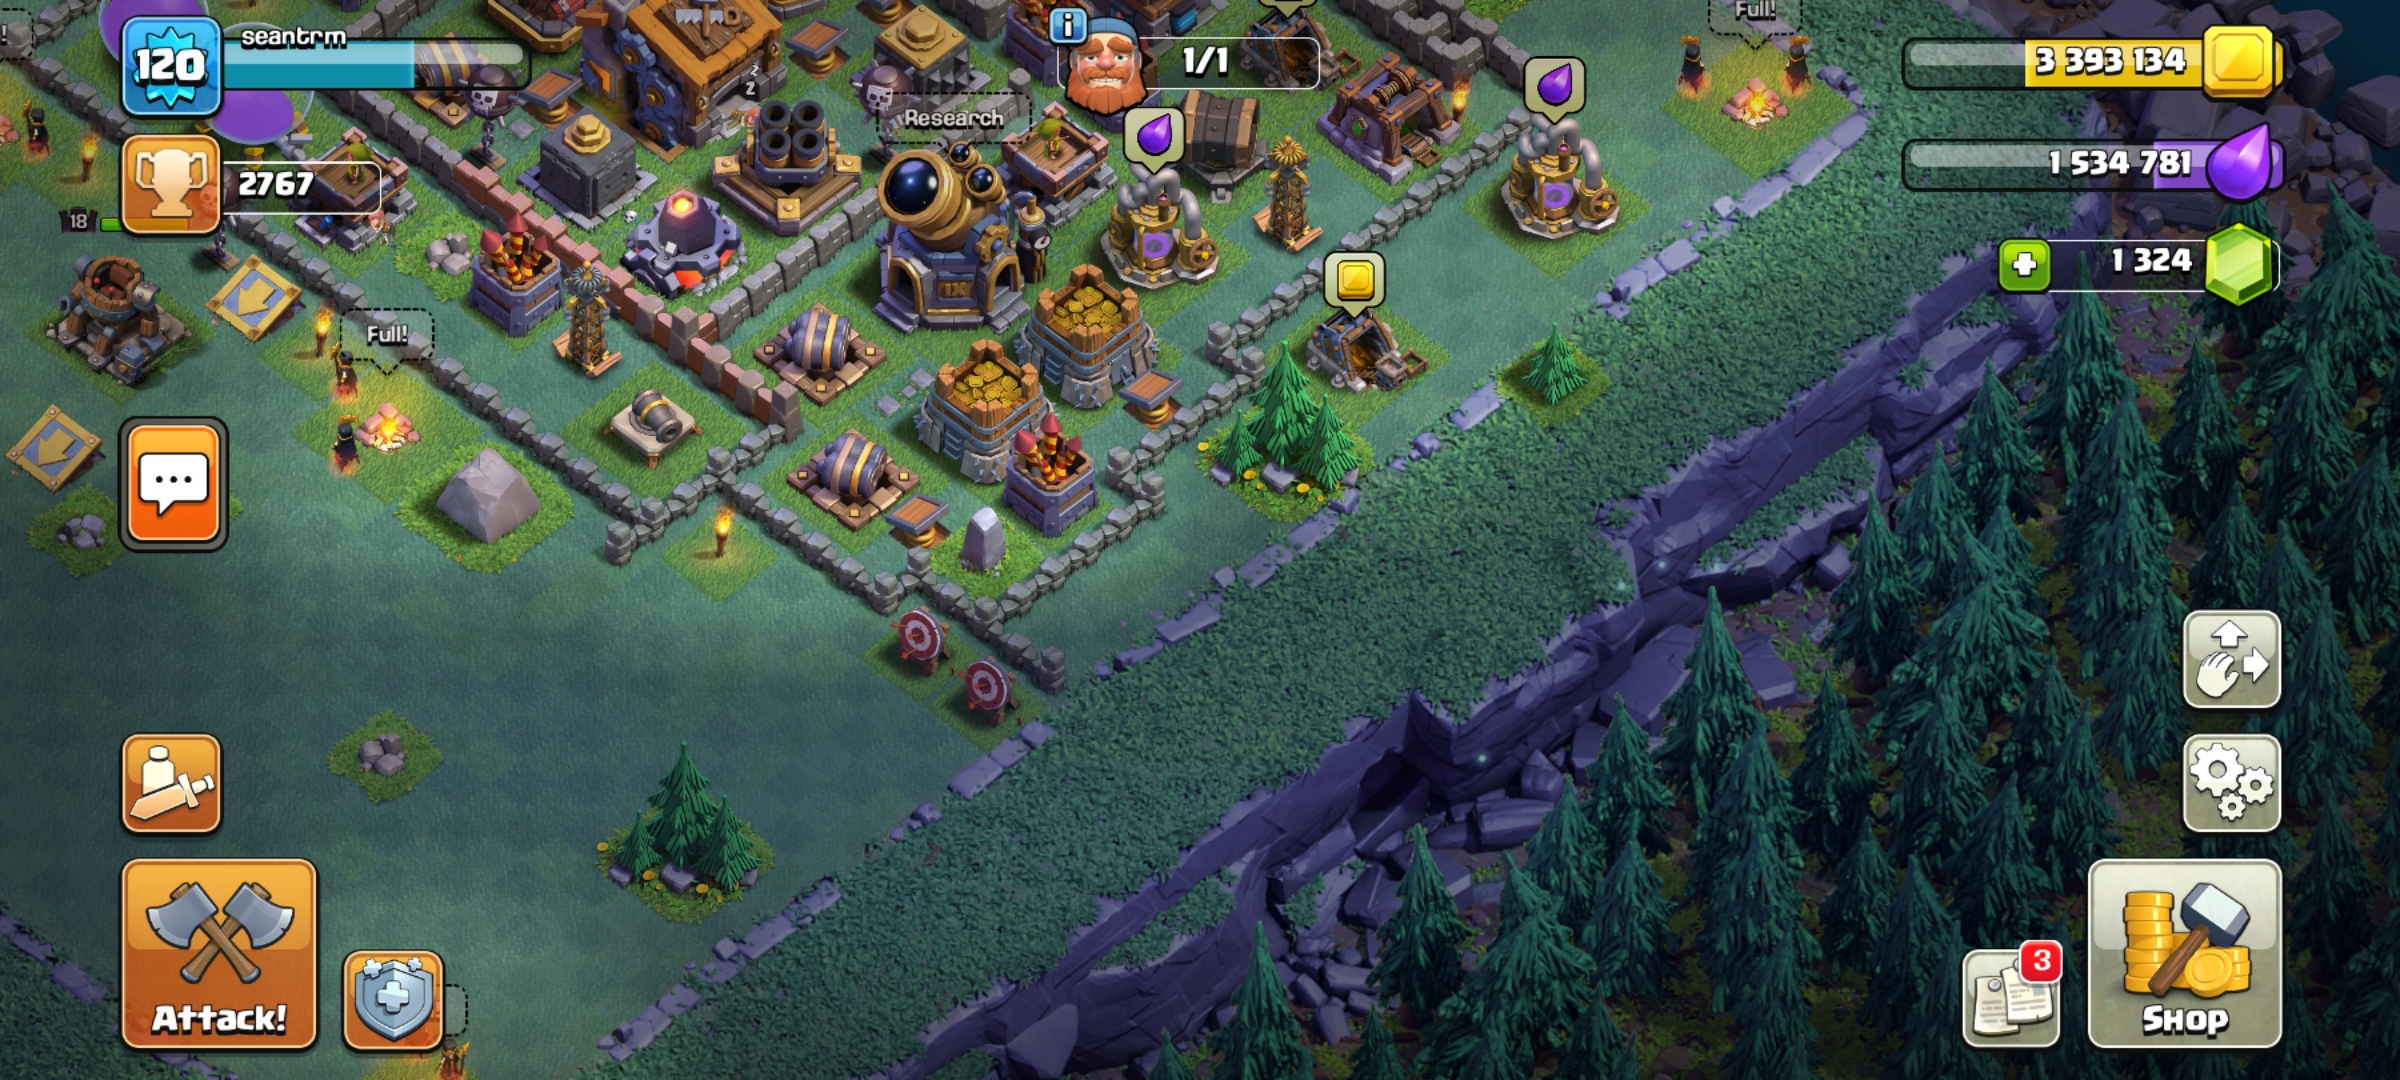 Full!
120
seantrm
1/1
3 393 134
z
z
Research
1 534 781
2767
18
1 324
IX
Full!
3
Attack!
Shop